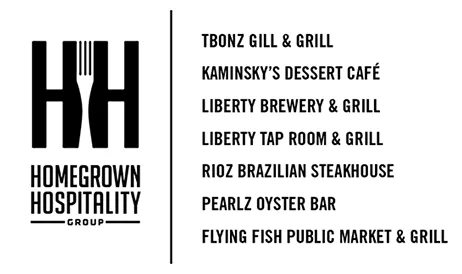 HH
HOMEGROWN
HOSPITALITY
GROUP
TBONZ GILL & GRILL
KAMINSKY'S DESSERT CAFÉ
LIBERTY BREWERY & GRILL
LIBERTY TAP ROOM & GRILL
RIOZ BRAZILIAN STEAKHOUSE
PEARLZ OYSTER BAR
FLYING FISH PUBLIC MARKET & GRILL